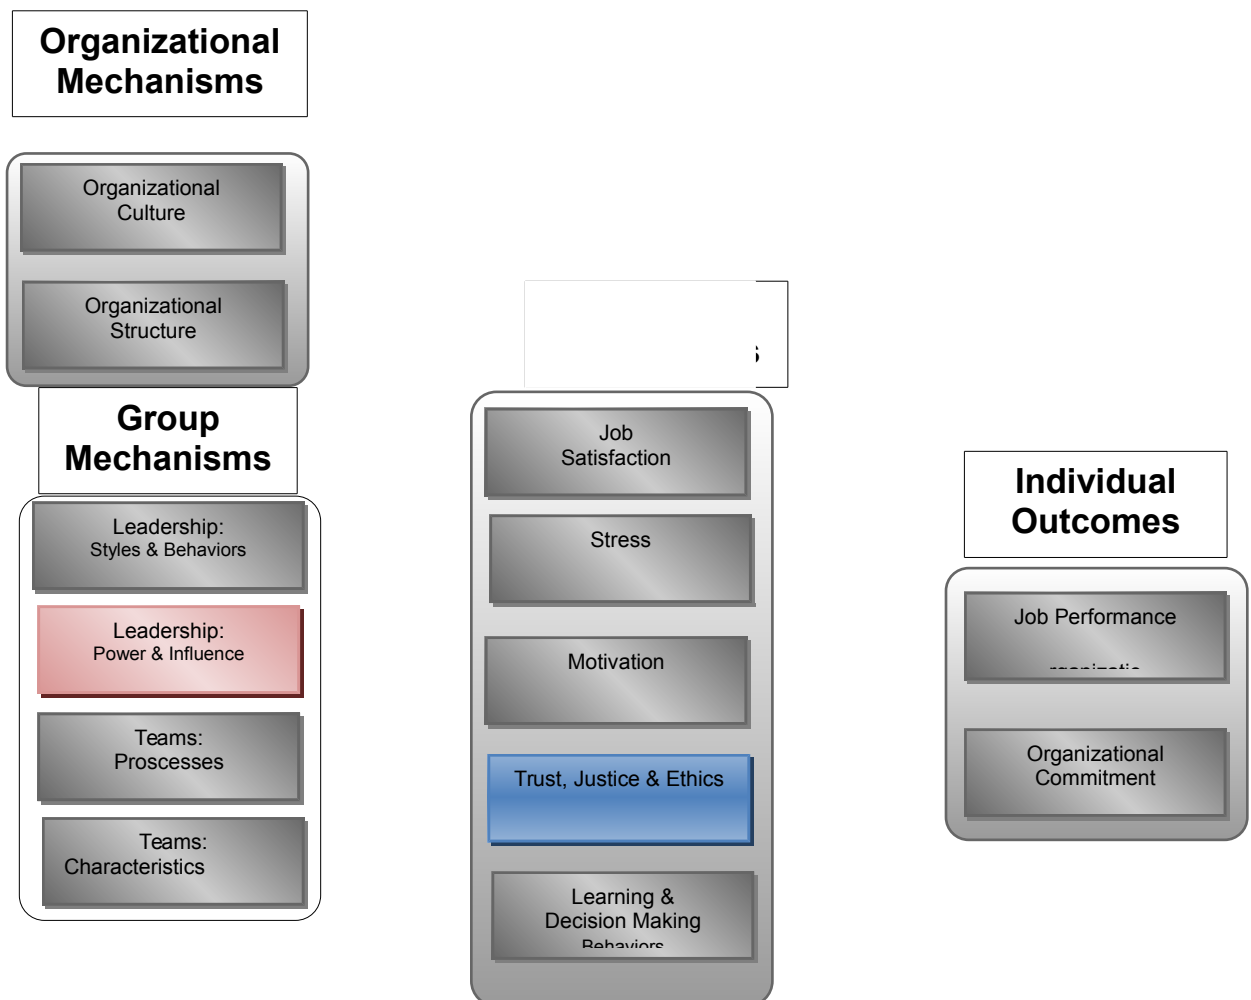 Organizational
Mechanisms
Organizational
Culture
Organizational
Structure
Group
Mechanisms
Leadership:
Styles & Behaviors
Leadership:
Power & Influence
Teams:
Proscesses
Teams:
Characteristics
Job
Satisfaction
Stress
Motivation
Trust, Justice & Ethics
Learning &
Decision Making
Behaviors
Individual
Outcomes
Job Performance
Organizational
Commitment